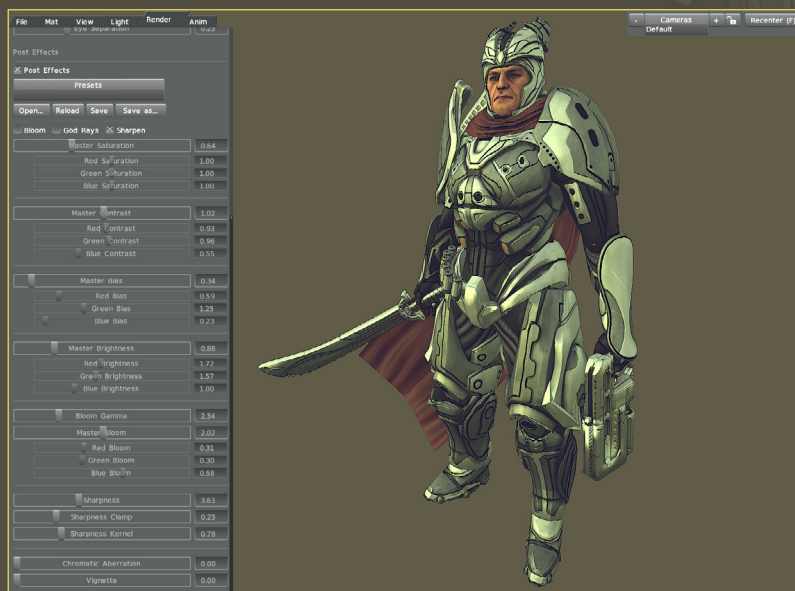 File Mat View Light Render Anim
- Cameras + Recenter (F)
Default
Eye Separation 0.25
Post Effects
Post Effects
Presets
Open... Reload Save Save as...
Bloom God Rays Sharpen
Master Saturation 0.64
Red Saturation 1.00
Green Saturation 1.00
Blue Saturation 1.00
Master Contrast 1.02
Red Contrast 0.93
Green Contrast 0.96
Blue Contrast 0.55
Master Bias 0.34
Red Bias 0.59
Green Bias 1.25
Blue Bias 0.23
Master Brightness 0.88
Red Brightness 1.72
Green Brightness 1.57
Blue Brightness 1.00
Bloom Gamma 2.34
Master Bloom 2.02
Red Bloom 0.31
Green Bloom 0.30
Blue Bloom 0.58
Sharpness 3.63
Sharpness Clamp 0.23
Sharpness Kernel 0.78
Chromatic Aberration 0.00
Vignette 0.00